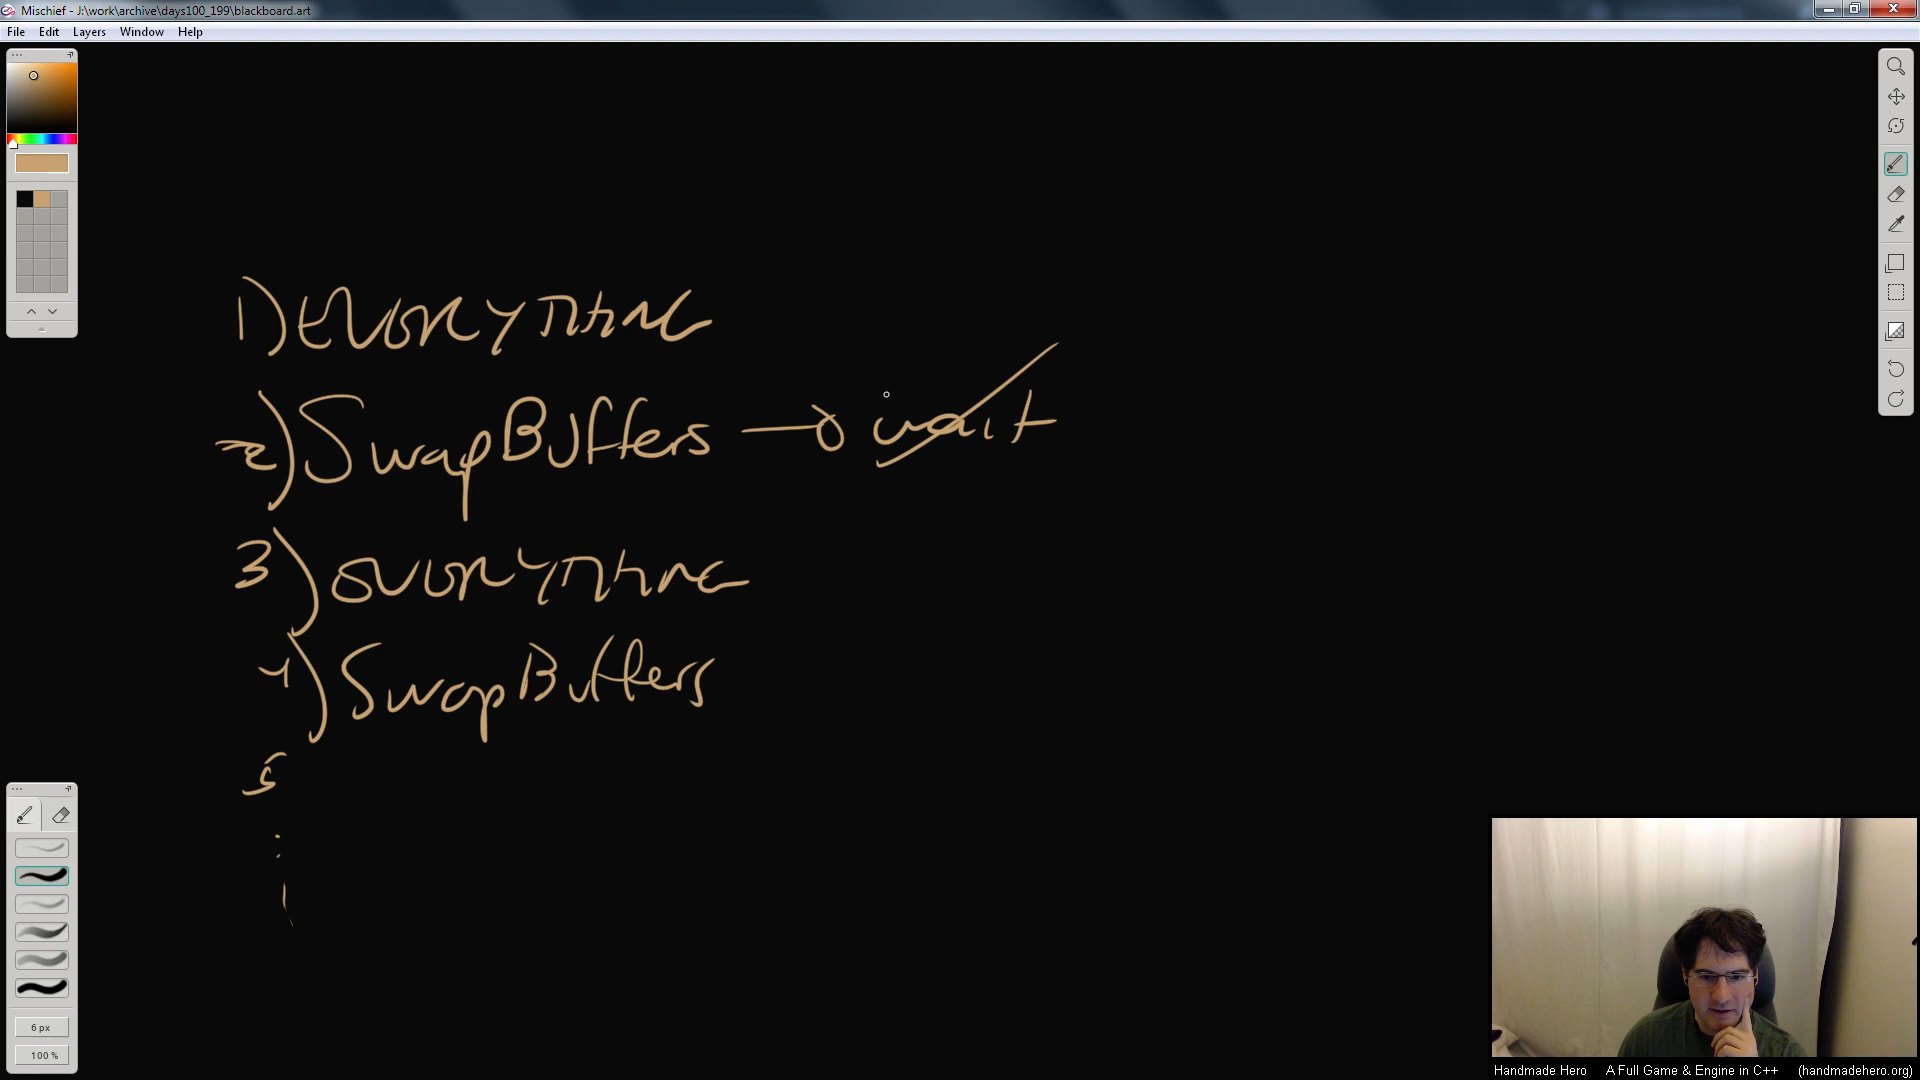 Mischief - J:\work\archive\days100_199\blackboard.art
File Edit Layers Window Help
1) EVERYTHING
2) SwapBuffers → wait
3) EVERYTHING
4) SwapBuffers
5
6 px
100 %
Handmade Hero A Full Game & Engine in C++ (handmadehero.org)